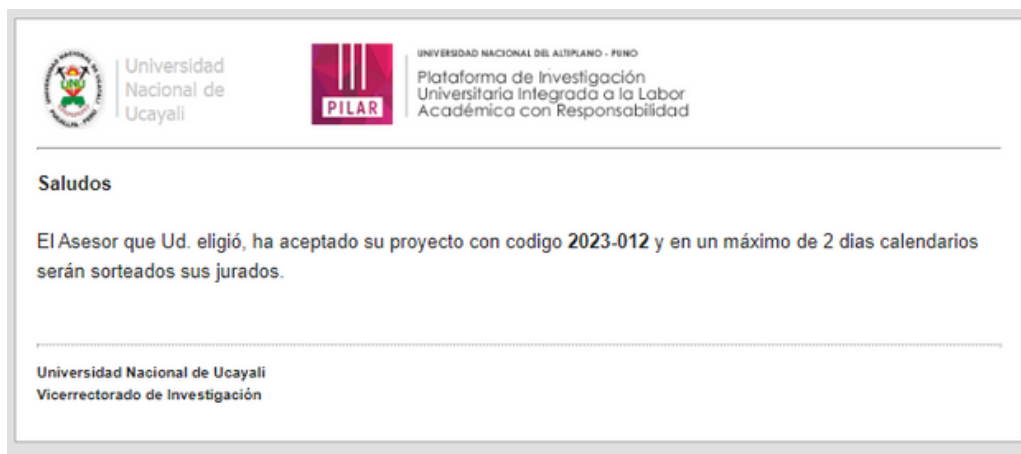 Universidad
Nacional de
Ucayali
UNU
PILAR
UNIVERSIDAD NACIONAL DEL ALTIPLANO - PUNO
Plataforma de Investigación
Universitaria Integrada a la Labor
Académica con Responsabilidad
Saludos
El Asesor que Ud. eligió, ha aceptado su proyecto con codigo 2023-012 y en un máximo de 2 dias calendarios
serán sorteados sus jurados.
Universidad Nacional de Ucayali
Vicerrectorado de Investigación